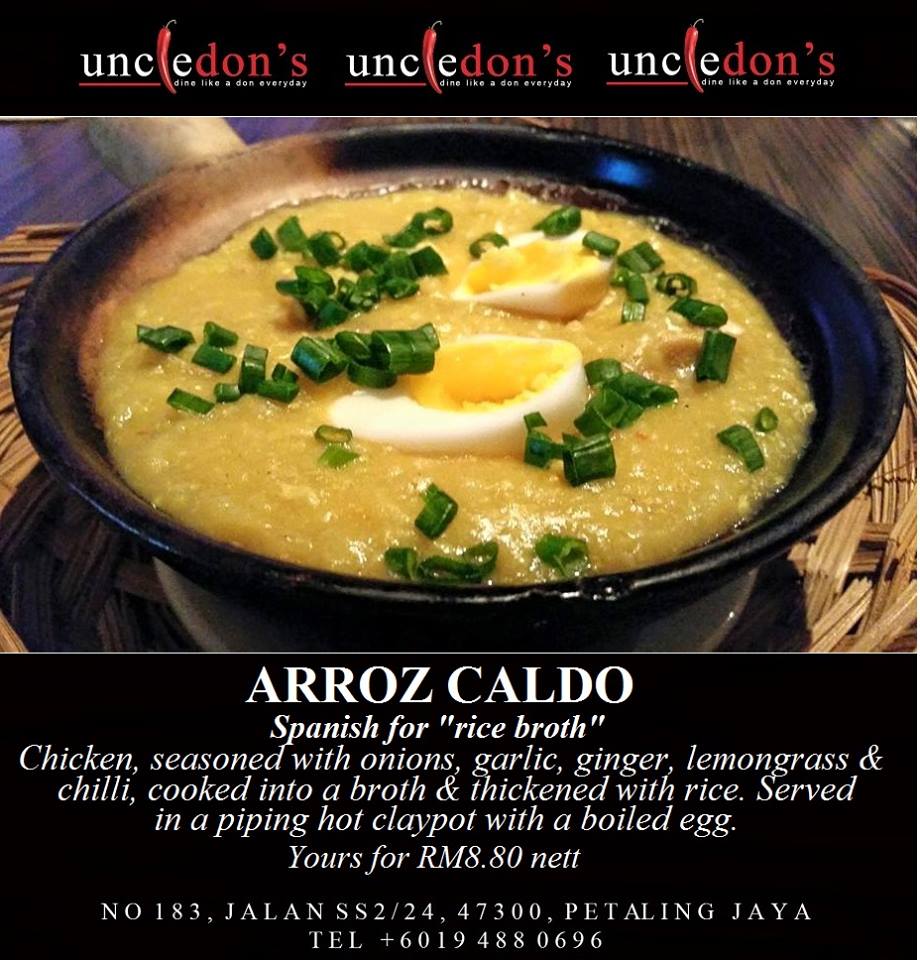 uncledon's uncledon's uncledon's
dine like a don everyday dine like a don everyday dine like a don everyday
ARROZ CALDO
Spanish for "rice broth"
Chicken, seasoned with onions, garlic, ginger, lemongrass &
chilli, cooked into a broth & thickened with rice. Served
in a piping hot claypot with a boiled egg.
Yours for RM8.80 nett
NO 183, JALAN SS2/24, 47300, PETALING JAYA
TEL +6019 488 0696